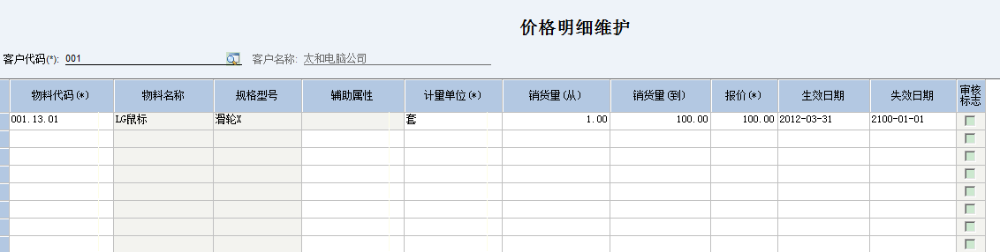 价格明细维护
客户代码(*): 001 客户名称: 太和电脑公司
物料代码(*) 物料名称 规格型号 辅助属性 计量单位(*) 销货量(从) 销货量(到) 报价(*) 生效日期 失效日期 审核标志
001.13.01 LG鼠标 滑轮X 套 1.00 100.00 100.00 2012-03-31 2100-01-01